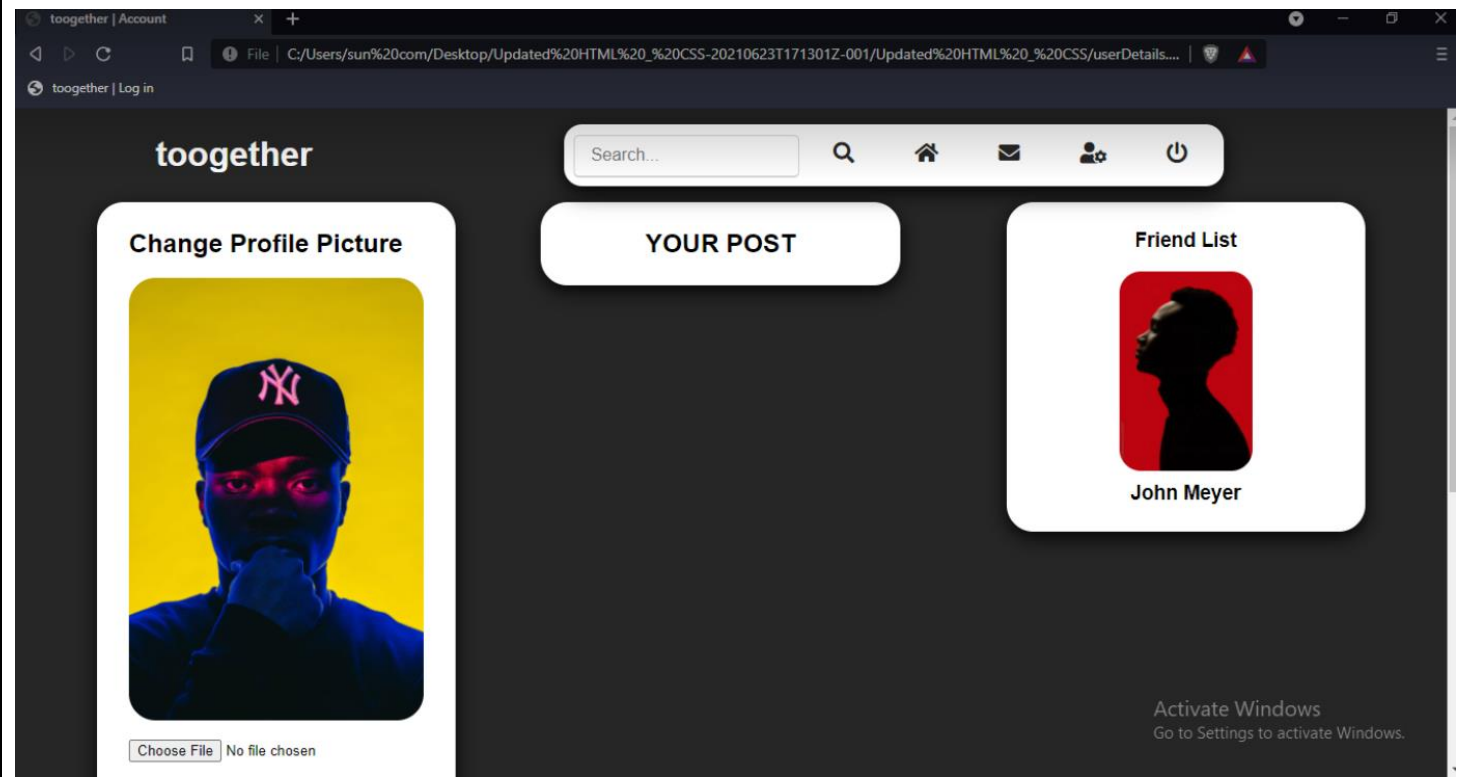 toogether | Account
File | C:/Users/sun%20com/Desktop/Updated%20HTML%20_%20CSS-20210623T171301Z-001/Updated%20HTML%20_%20CSS/userDetails....
toogether | Log in
toogether
Search...
Change Profile Picture
NY
Choose File No file chosen
YOUR POST
Friend List
John Meyer
Activate Windows
Go to Settings to activate Windows.